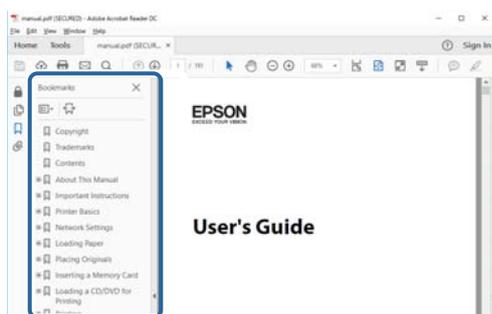 manual.pdf (SECURED) - Adobe Acrobat Reader DC
File Edit View Window Help
Home Tools manual.pdf (SECUR... ×
Sign In
Bookmarks
Copyright
Trademarks
Contents
About This Manual
Important Instructions
Printer Basics
Network Settings
Loading Paper
Placing Originals
Inserting a Memory Card
Loading a CD/DVD for
Printing
EPSON
EXCEED YOUR VISION
User's Guide